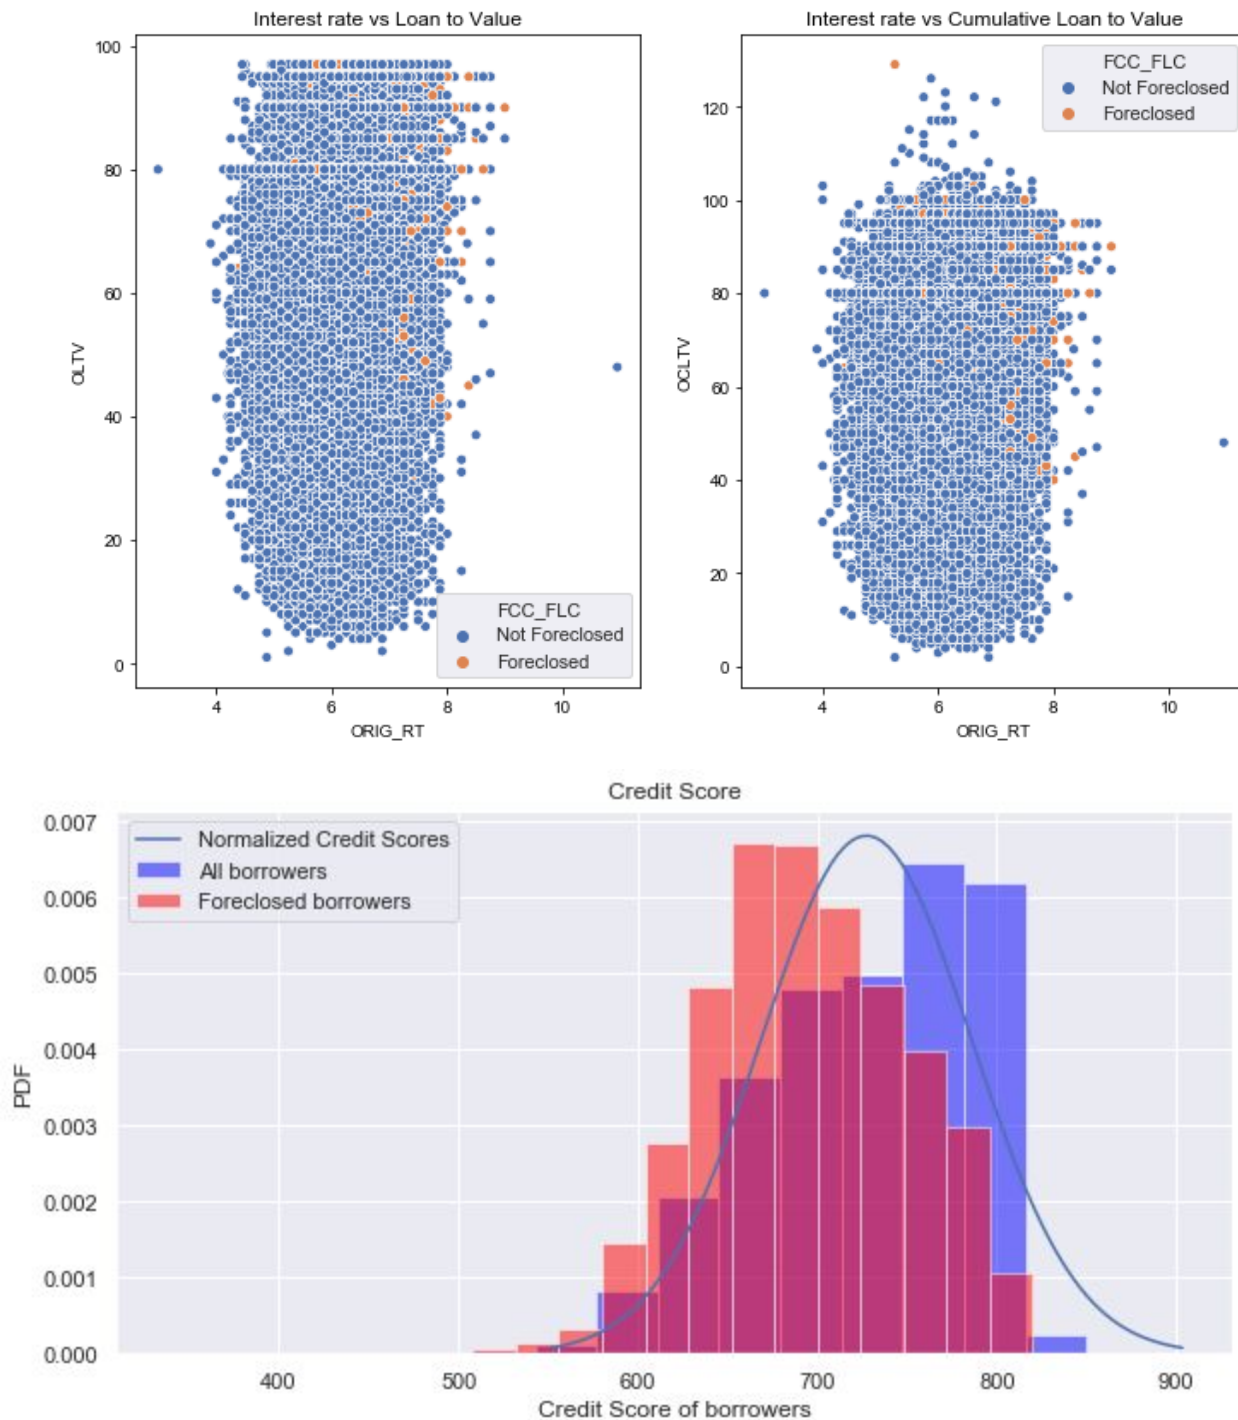 Interest rate vs Loan to Value
100
80
60
40
20
0
OLTV
4 6 8 10
ORIG_RT
FCC_FLC
Not Foreclosed
Foreclosed
Interest rate vs Cumulative Loan to Value
120
100
80
60
40
20
0
OCLTV
4 6 8 10
ORIG_RT
FCC_FLC
Not Foreclosed
Foreclosed
Credit Score
Normalized Credit Scores
All borrowers
Foreclosed borrowers
0.007
0.006
0.005
0.004
0.003
0.002
0.001
0.000
PDF
400 500 600 700 800 900
Credit Score of borrowers